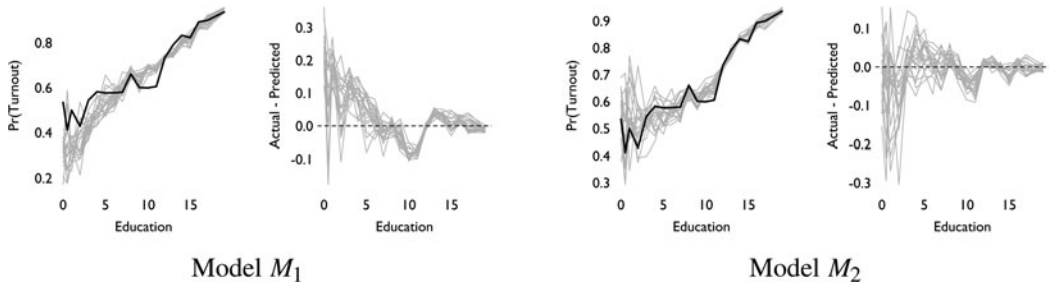 Pr(Turnout)
0.8
0.6
0.4
0.2
0 5 10 15
Education
Actual - Predicted
0.3
0.2
0.1
0.0
0.1
0 5 10 15
Education
Model M1
Pr(Turnout)
0.9
0.8
0.7
0.6
0.5
0.4
0.3
0 5 10 15
Education
Actual - Predicted
0.1
0.0
-0.1
-0.2
-0.3
0 5 10 15
Education
Model M2